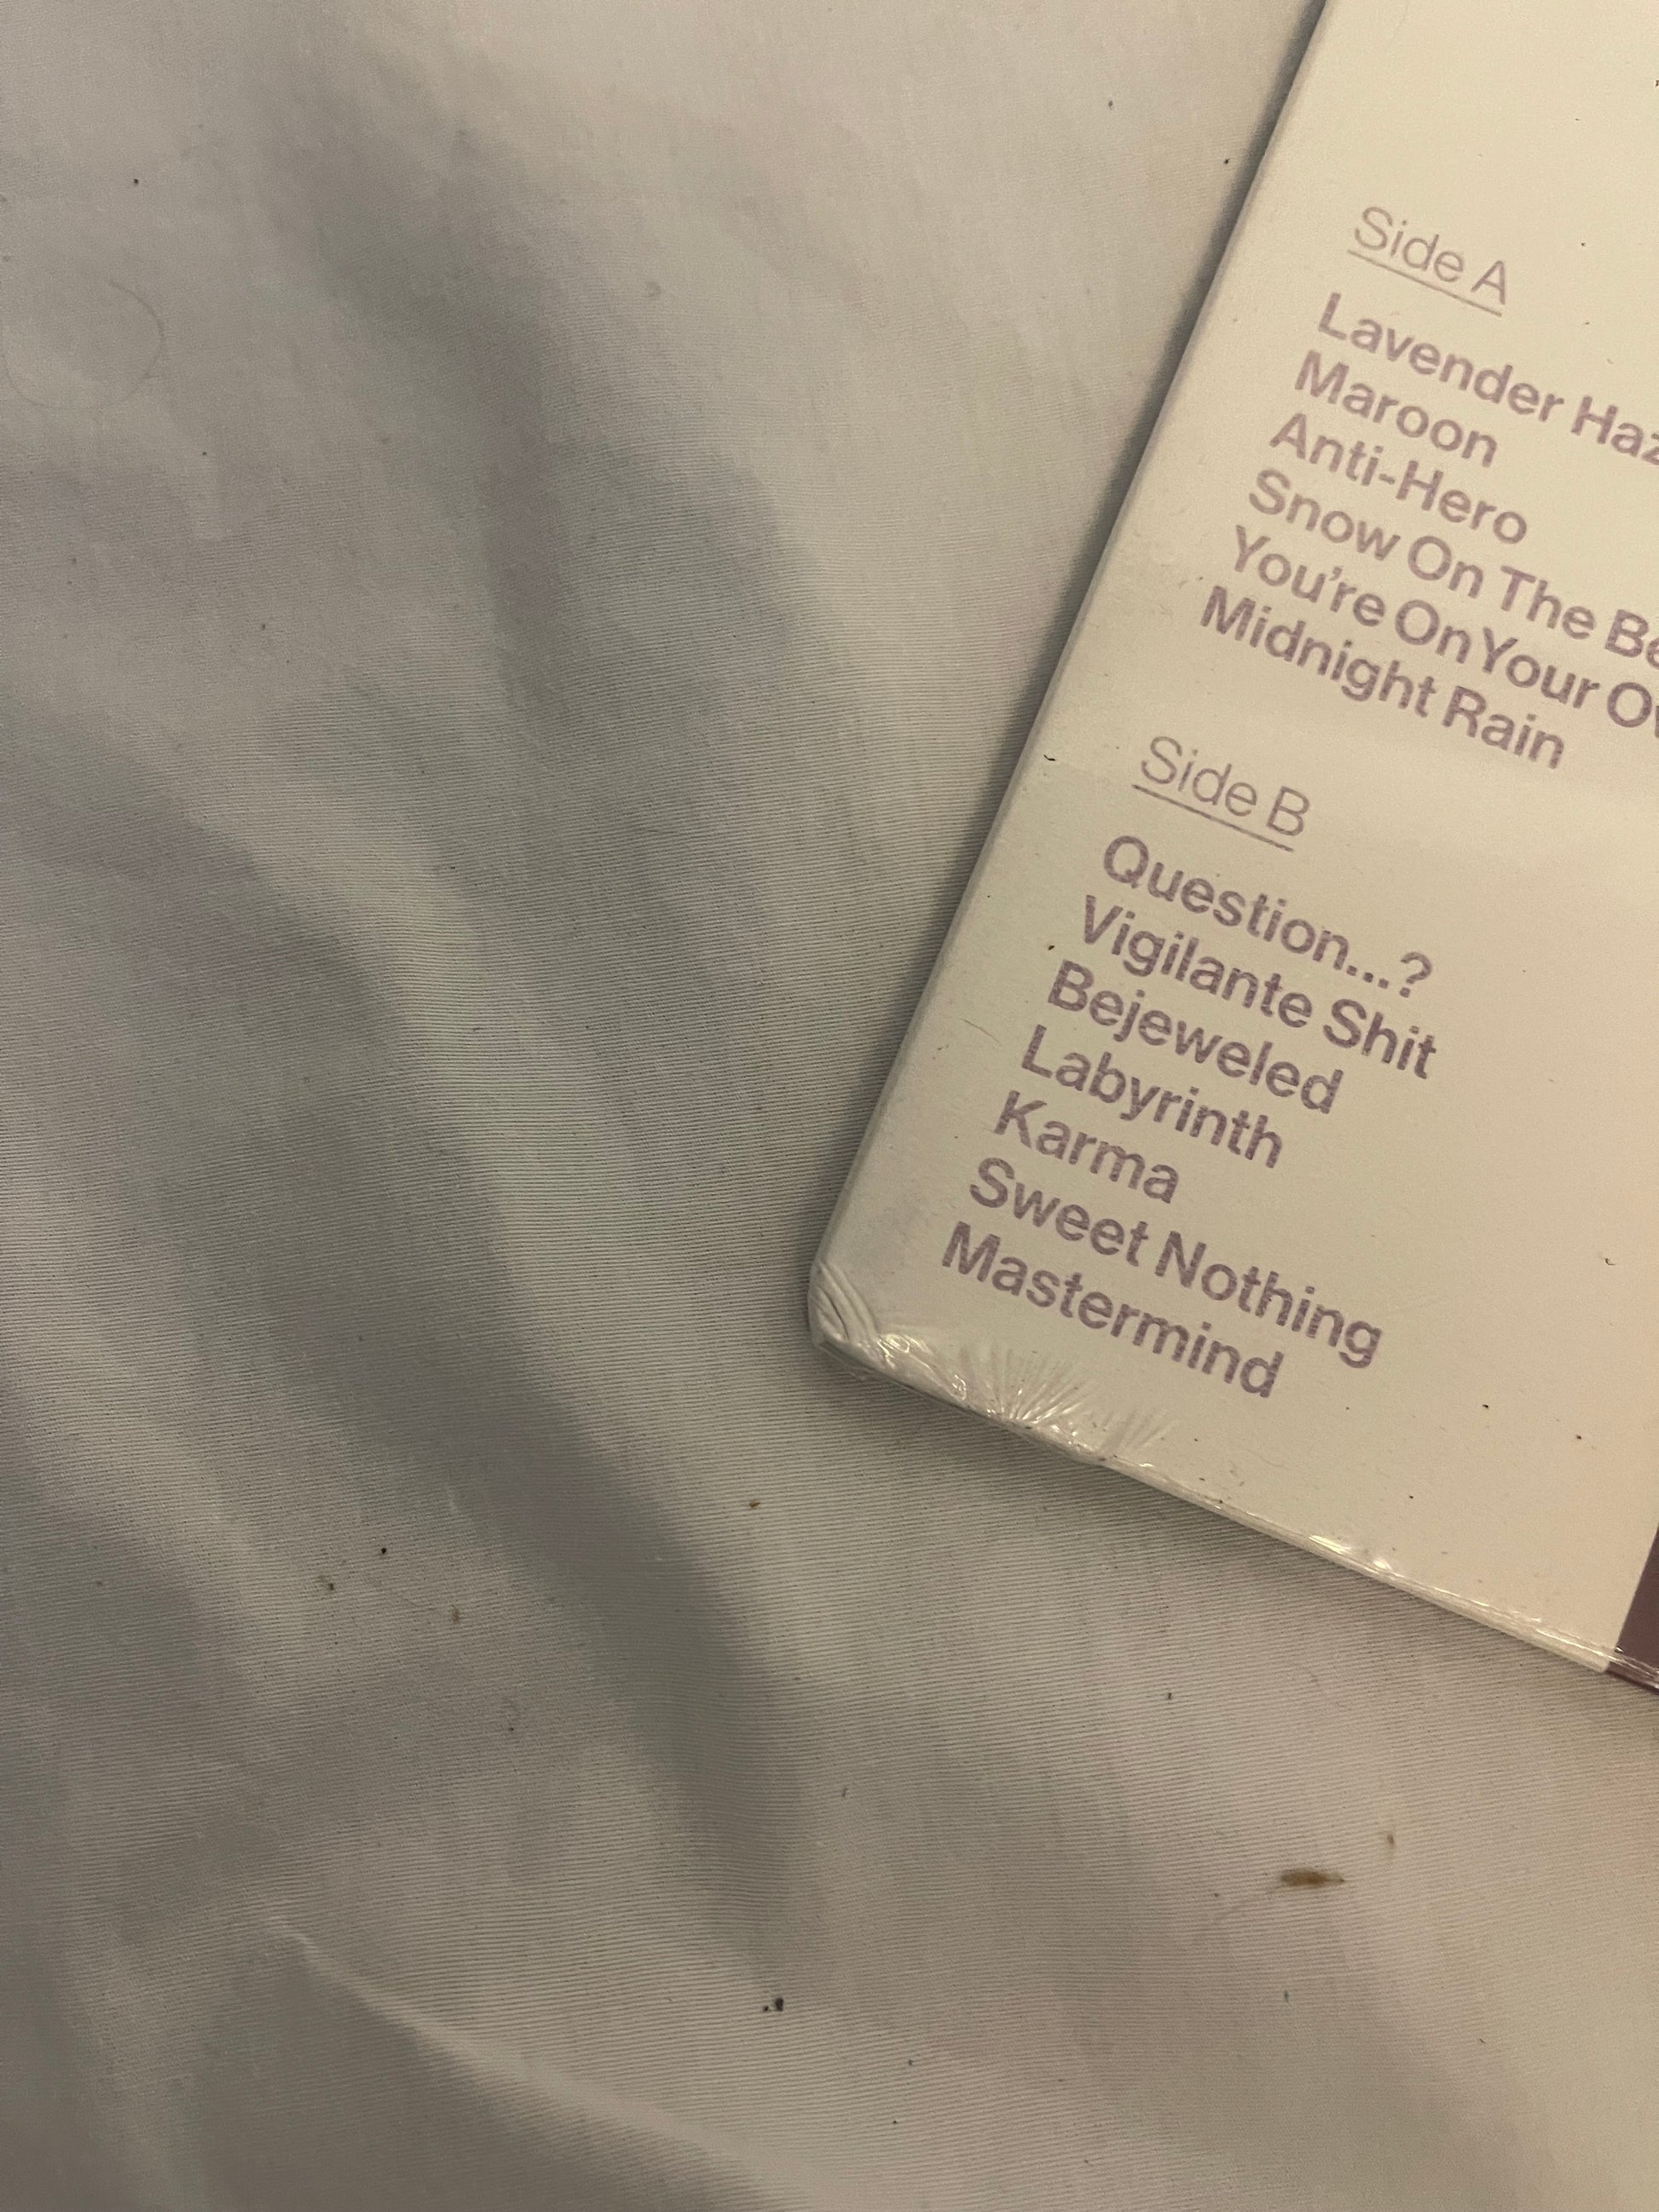 Side A
Lavender Haz
Maroon
Anti-Hero
Snow On The Be
You're On Your Ow
Midnight Rain
Side B
Question...?
Vigilante Shit
Bejeweled
Labyrinth
Karma
Sweet Nothing
Mastermind